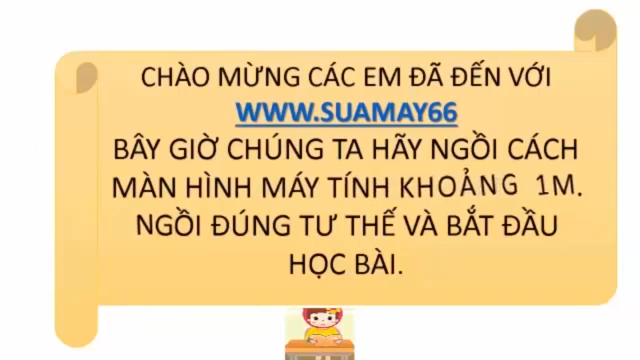 CHÀO MỪNG CÁC EM ĐÃ ĐẾN VỚI
WWW.SUAMAY66
BÂY GIỜ CHÚNG TA HÃY NGỒI CÁCH
MÀN HÌNH MÁY TÍNH KHOẢNG 1M.
NGỒI ĐÚNG TƯ THẾ VÀ BẮT ĐẦU
HỌC BÀI.